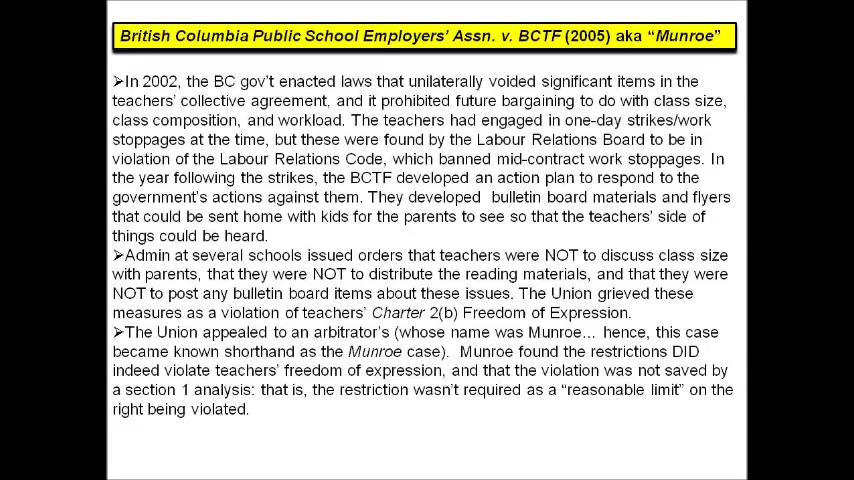 British Columbia Public School Employers' Assn. v. BCTF (2005) aka “Munroe”
➢In 2002, the BC gov't enacted laws that unilaterally voided significant items in the
teachers' collective agreement, and it prohibited future bargaining to do with class size,
class composition, and workload. The teachers had engaged in one-day strikes/work
stoppages at the time, but these were found by the Labour Relations Board to be in
violation of the Labour Relations Code, which banned mid-contract work stoppages. In
the year following the strikes, the BCTF developed an action plan to respond to the
government's actions against them. They developed bulletin board materials and flyers
that could be sent home with kids for the parents to see so that the teachers' side of
things could be heard.
➢Admin at several schools issued orders that teachers were NOT to discuss class size
with parents, that they were NOT to distribute the reading materials, and that they were
NOT to post any bulletin board items about these issues. The Union grieved these
measures as a violation of teachers' Charter 2(b) Freedom of Expression.
➢The Union appealed to an arbitrator's (whose name was Munroe… hence, this case
became known shorthand as the Munroe case). Munroe found the restrictions DID
indeed violate teachers' freedom of expression, and that the violation was not saved by
a section 1 analysis: that is, the restriction wasn't required as a “reasonable limit” on the
right being violated.